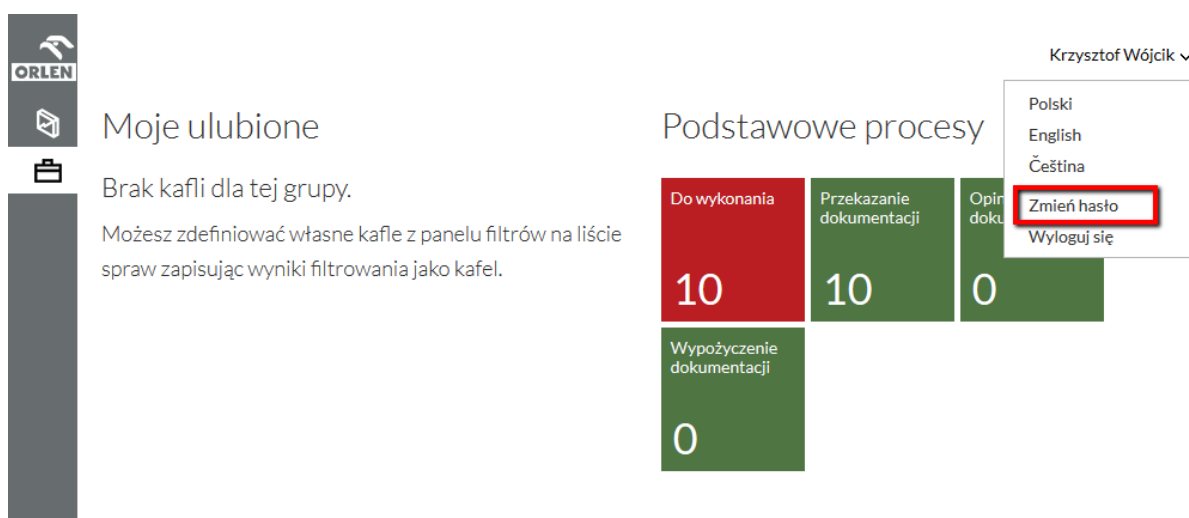 ORLEN
Krzysztof Wójcik
Polski
English
Čeština
Zmień hasło
Wyloguj się
Moje ulubione
Brak kafli dla tej grupy.
Możesz zdefiniować własne kafle z panelu filtrów na liście
spraw zapisując wyniki filtrowania jako kafel.
Podstawowe procesy
Do wykonania
10
Przekazanie
dokumentacji
10
0
Wypożyczenie
dokumentacji
0